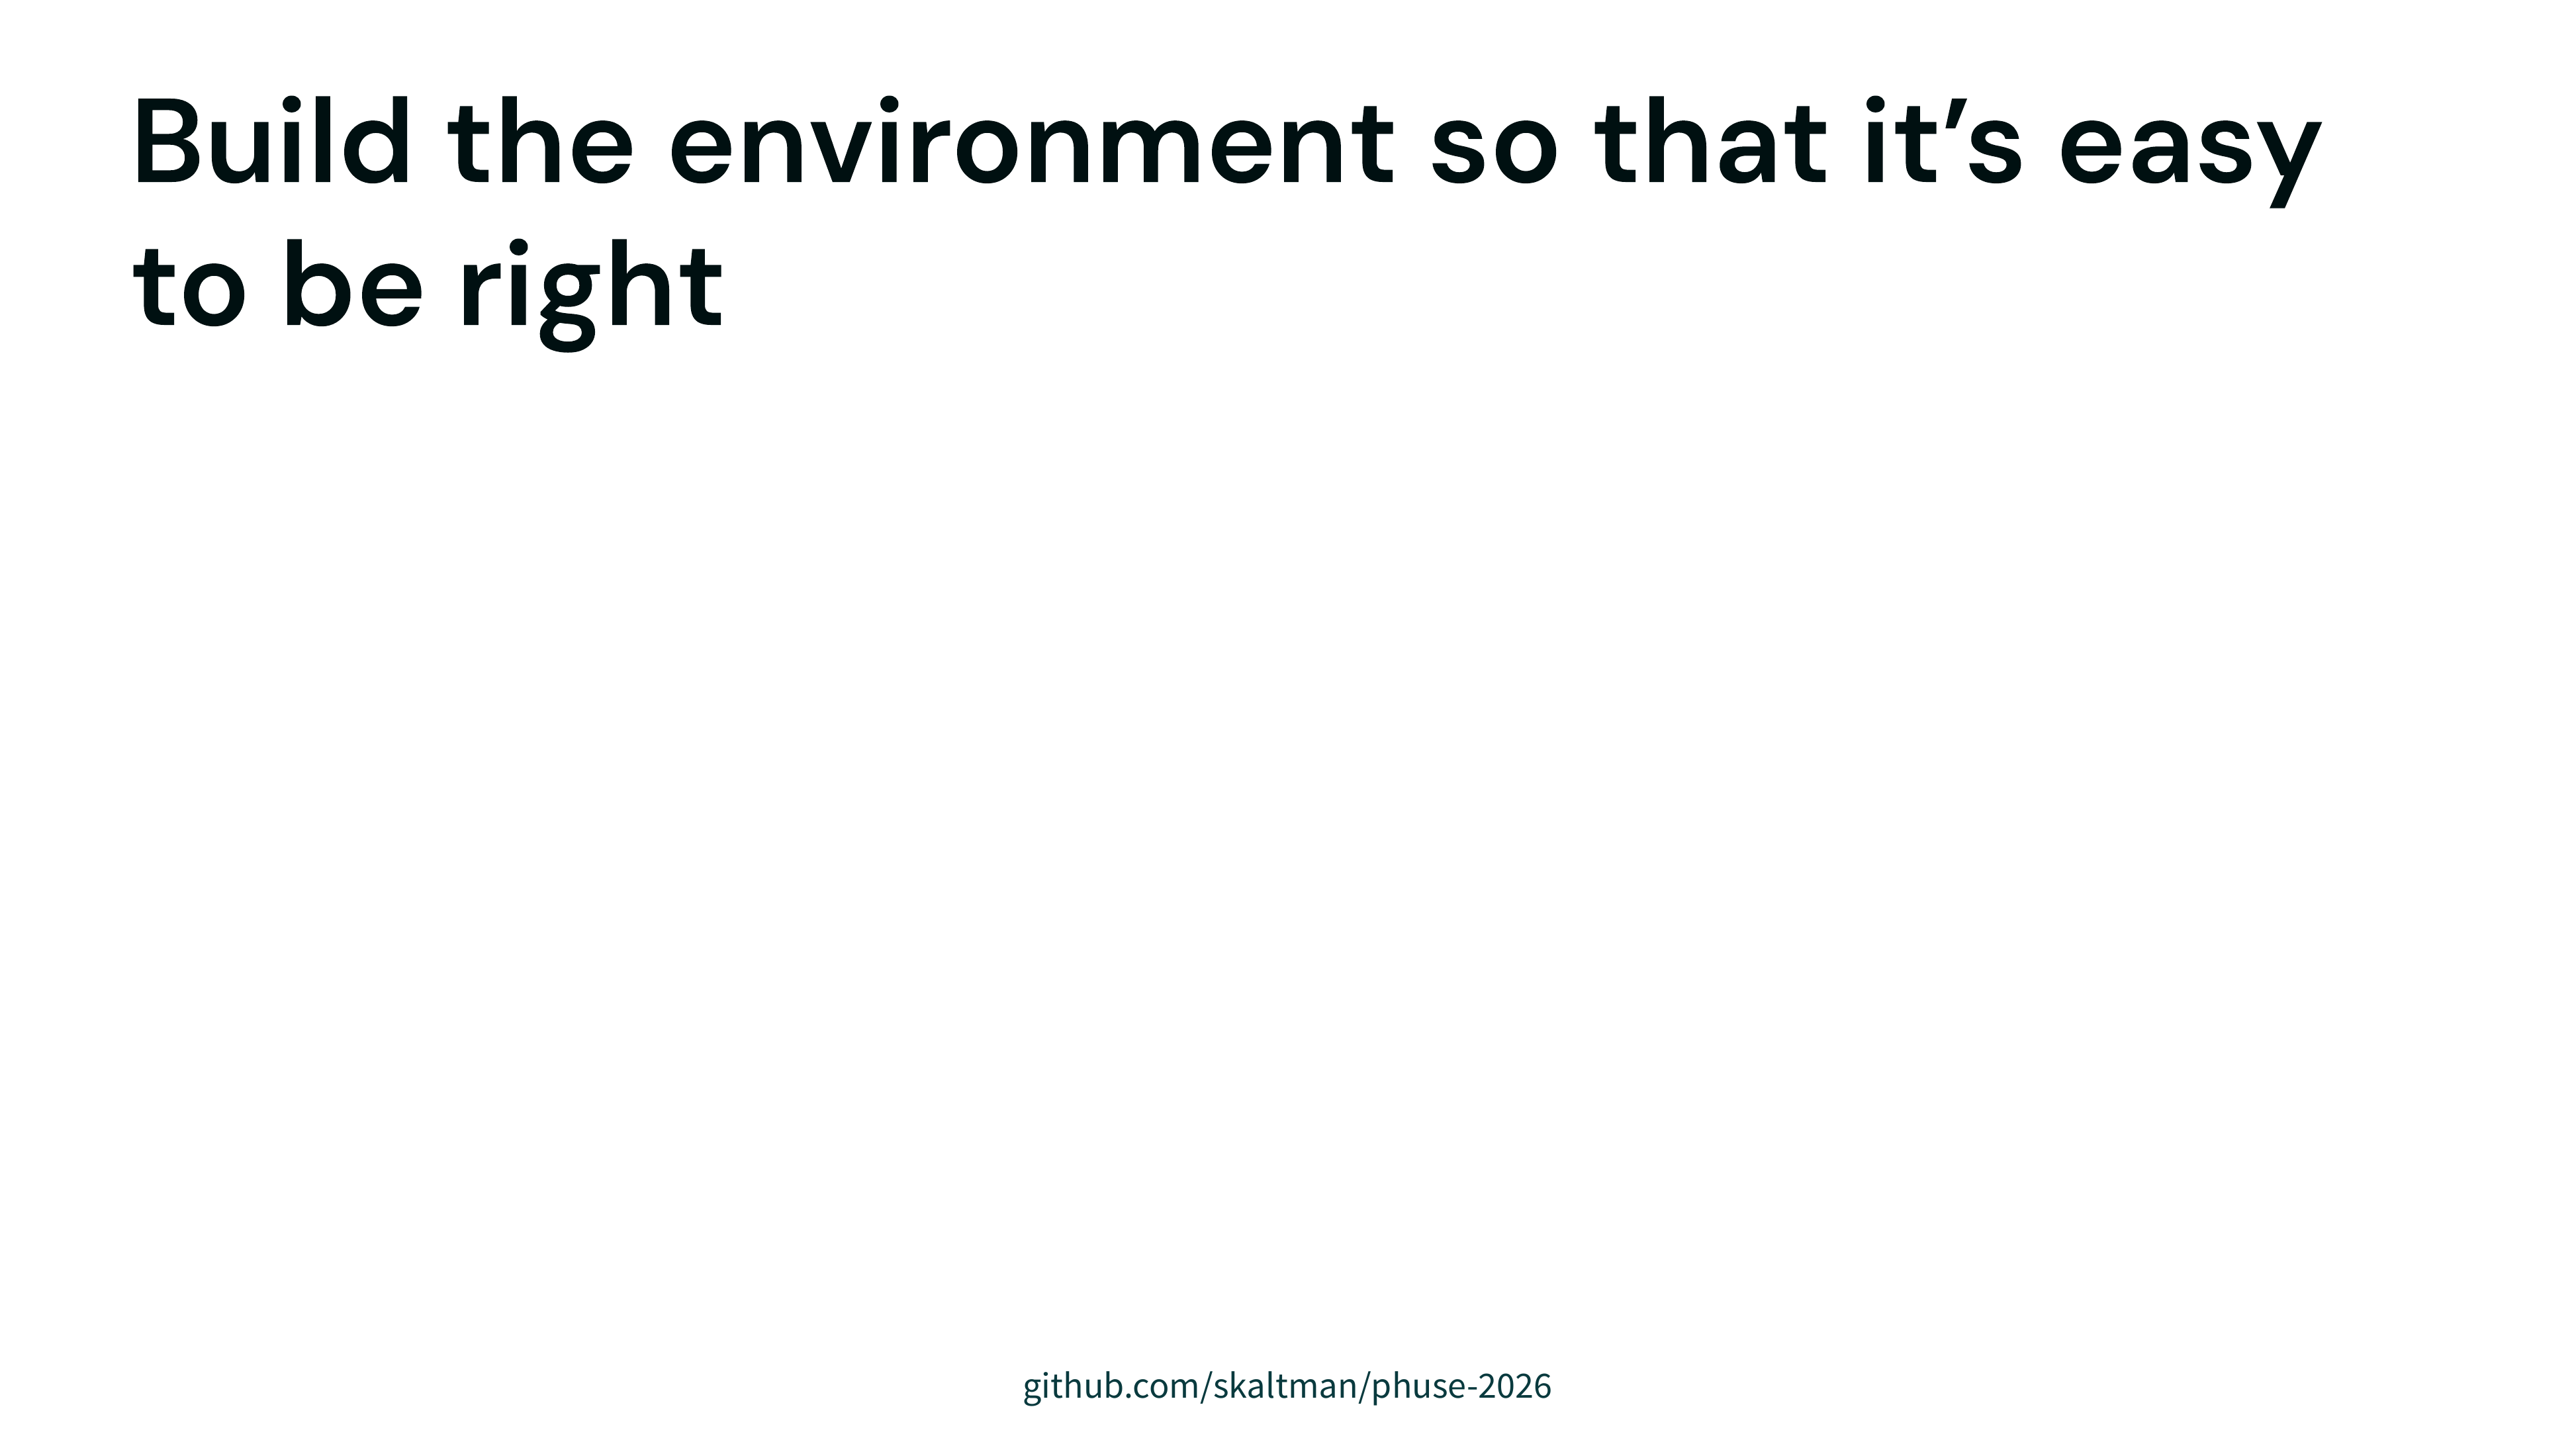 Build the environment so that it’s easy
to be right
github.com/skaltman/phuse-2026